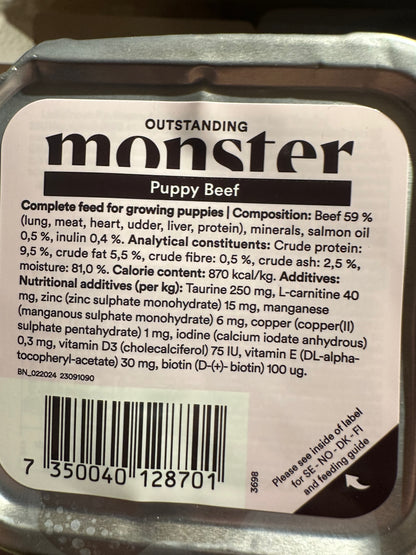 OUTSTANDING
monster
Puppy Beef
Complete feed for growing puppies | Composition: Beef 59 %
(lung, meat, heart, udder, liver, protein), minerals, salmon oil
0,5 %, inulin 0,4 %. Analytical constituents: Crude protein:
9,5 %, crude fat 5,5 %, crude fibre: 0,5 %, crude ash: 2,5 %,
moisture: 81,0 %. Calorie content: 870 kcal/kg. Additives:
Nutritional additives (per kg): Taurine 250 mg, L-carnitine 40
mg, zinc (zinc sulphate monohydrate) 15 mg, manganese
(manganous sulphate monohydrate) 6 mg, copper (copper(II)
sulphate pentahydrate) 1 mg, iodine (calcium iodate anhydrous)
0,3 mg, vitamin D3 (cholecalciferol) 75 IU, vitamin E (DL-alpha-
tocopheryl-acetate) 30 mg, biotin (D-(+)- biotin) 100 ug.
BN_022024 23091090
7 350040 128701
3698
Please see inside of label
for SE - NO - DK - FI
and feeding guide